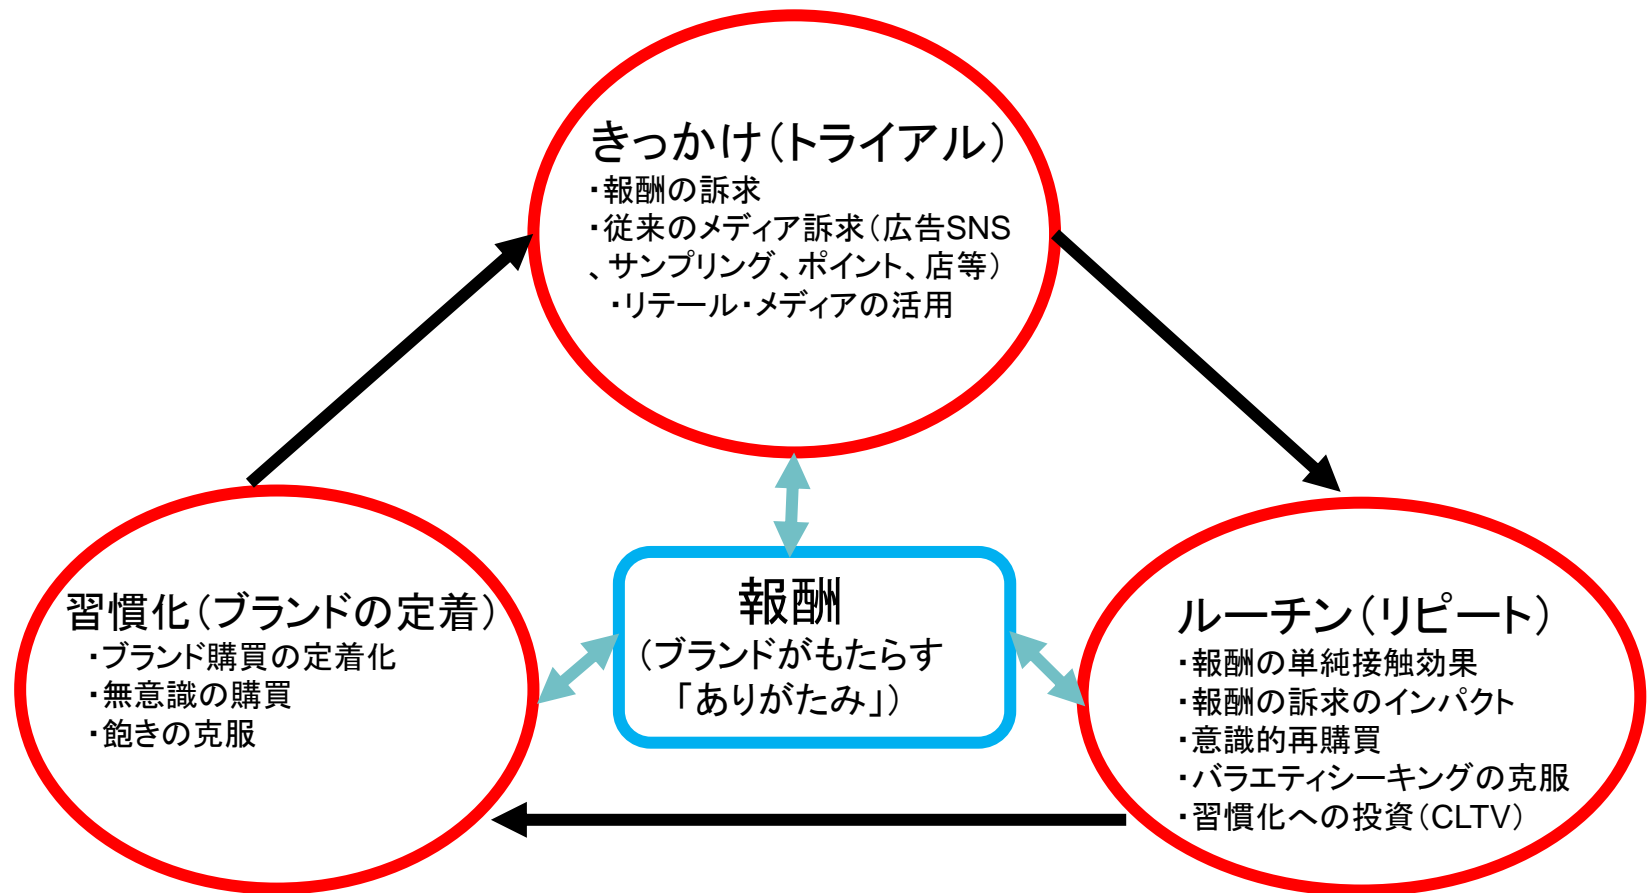 きっかけ（トライアル）
・報酬の訴求
・従来のメディア訴求（広告SNS
、サンプリング、ポイント、店等）
・リテール・メディアの活用
習慣化（ブランドの定着）
・ブランド購買の定着化
・無意識の購買
・飽きの克服
報酬
（ブランドがもたらす
「ありがたみ」）
ルーチン（リピート）
・報酬の単純接触効果
・報酬の訴求のインパクト
・意識的再購買
・バラエティシーキングの克服
・習慣化への投資（CLTV）